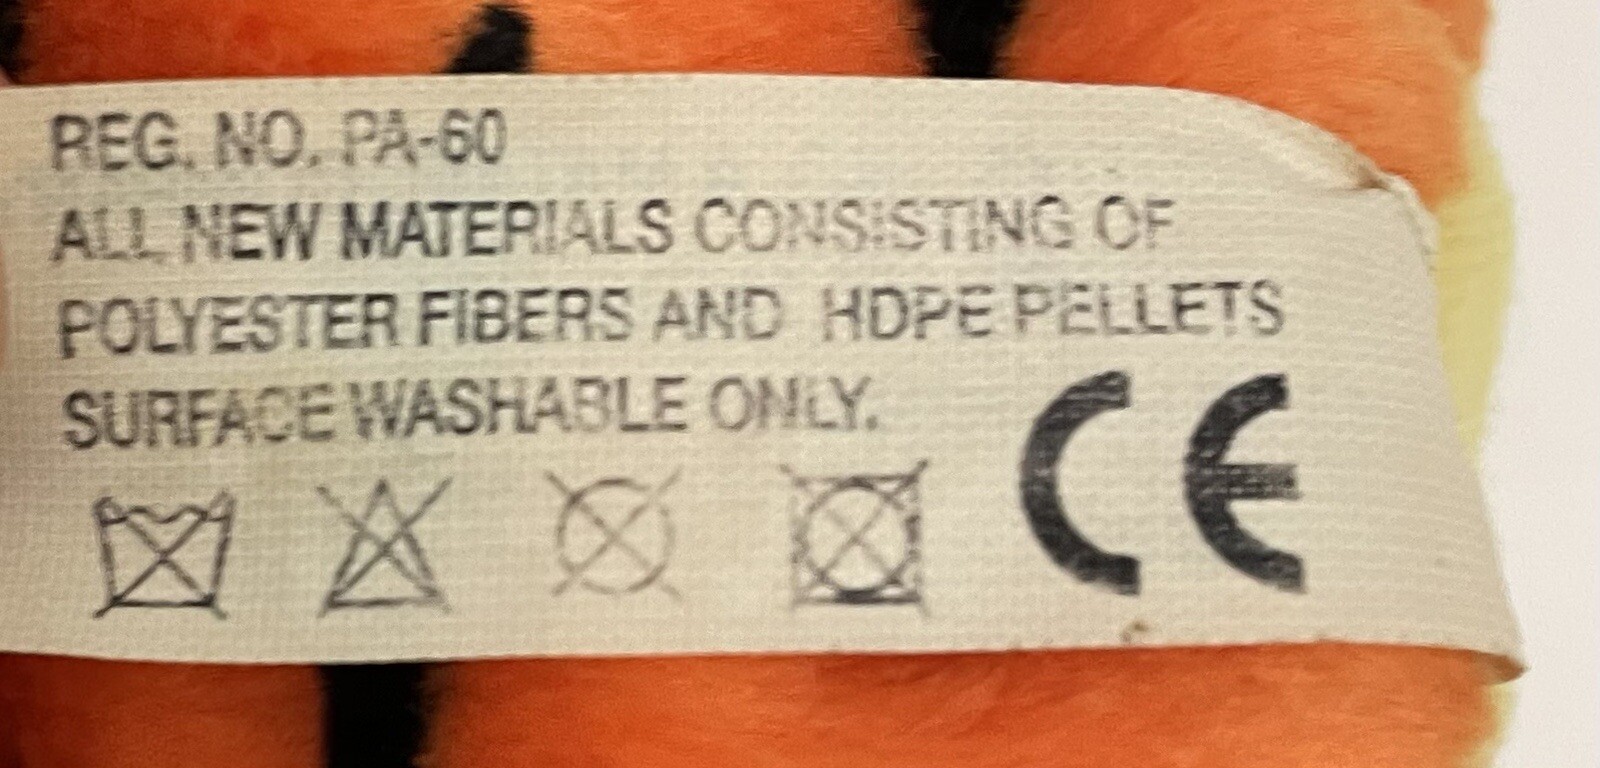 REG. NO. PA-60
ALL NEW MATERIALS CONSISTING OF
POLYESTER FIBERS AND HDPE PELLETS
SURFACE WASHABLE ONLY.
CE